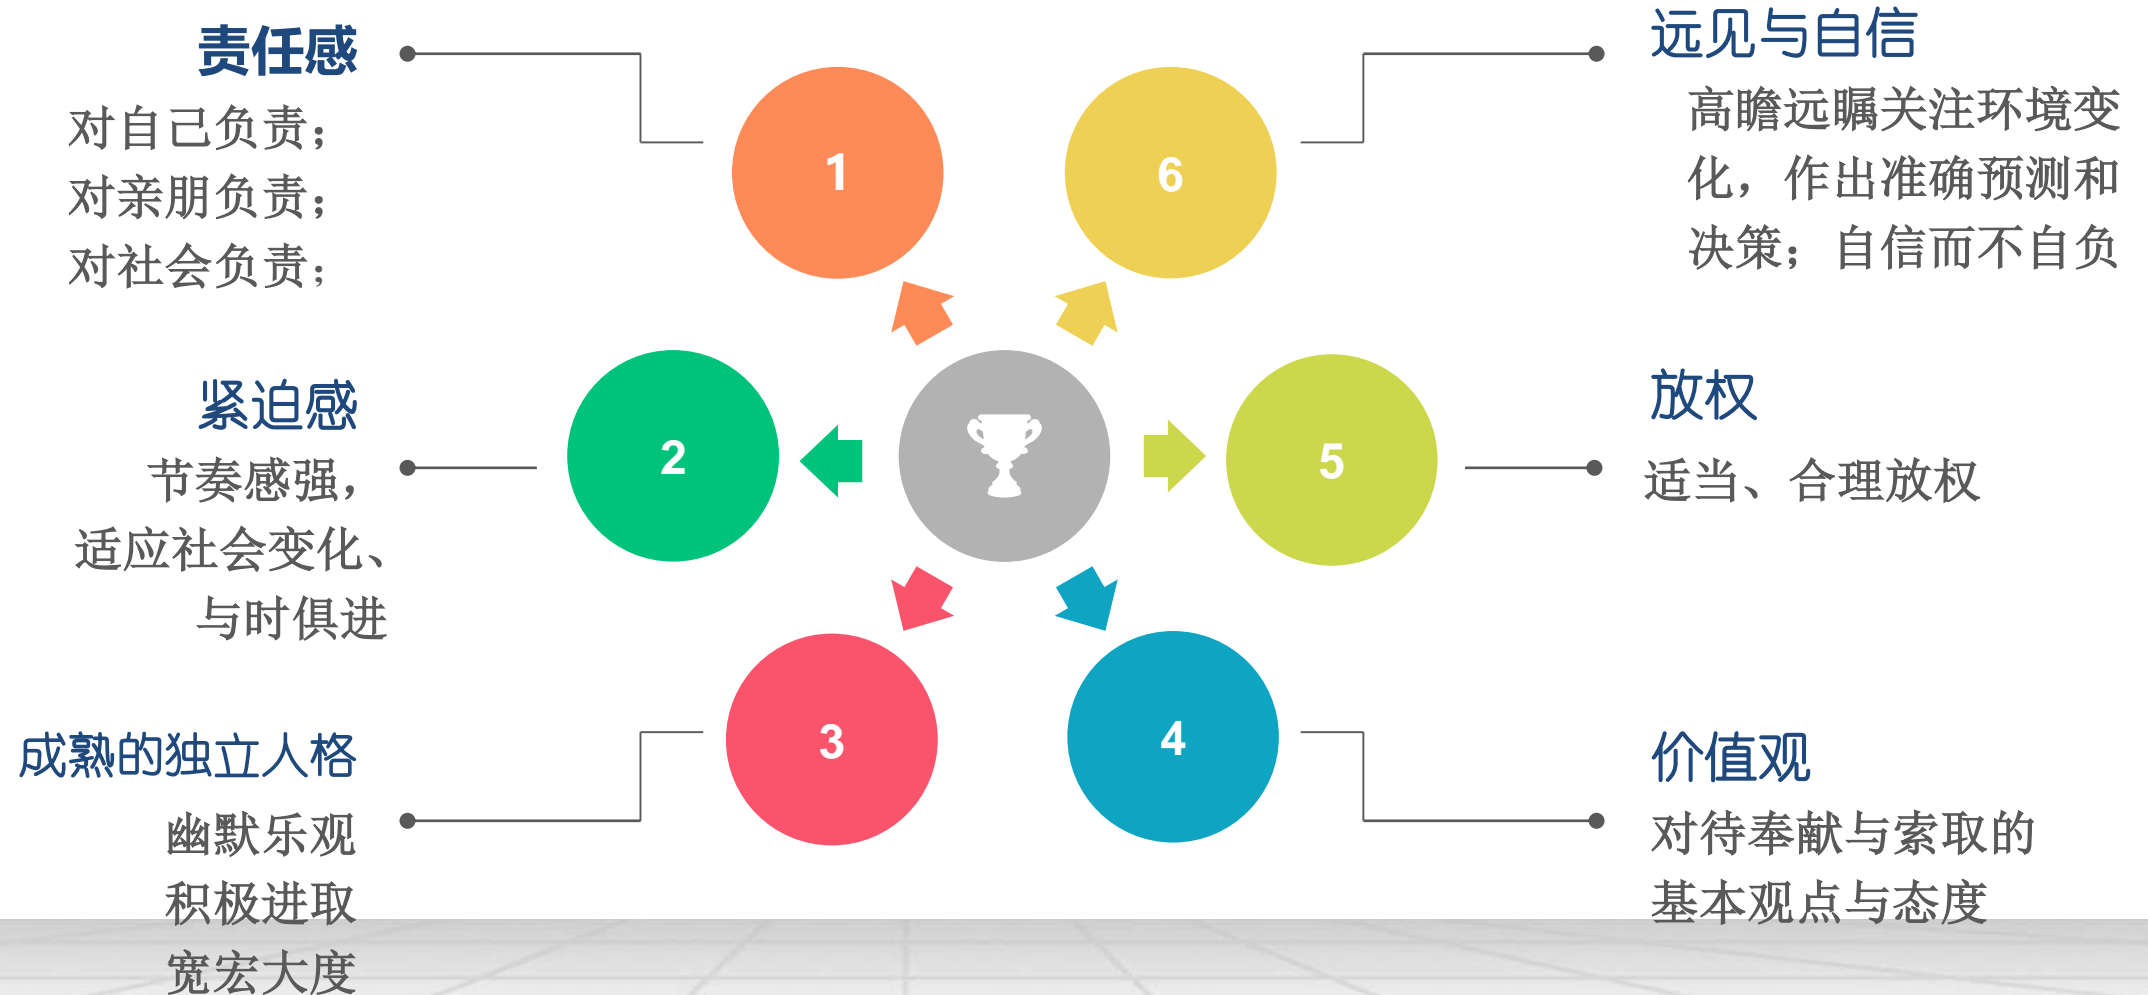 责任感
对自己负责；
对亲朋负责；
对社会负责；
1
紧迫感
节奏感强，
适应社会变化、
与时俱进
2
成熟的独立人格
幽默乐观
积极进取
宽宏大度
3
4
价值观
对待奉献与索取的
基本观点与态度
5
放权
适当、合理放权
6
远见与自信
高瞻远瞩关注环境变
化，作出准确预测和
决策；自信而不自负